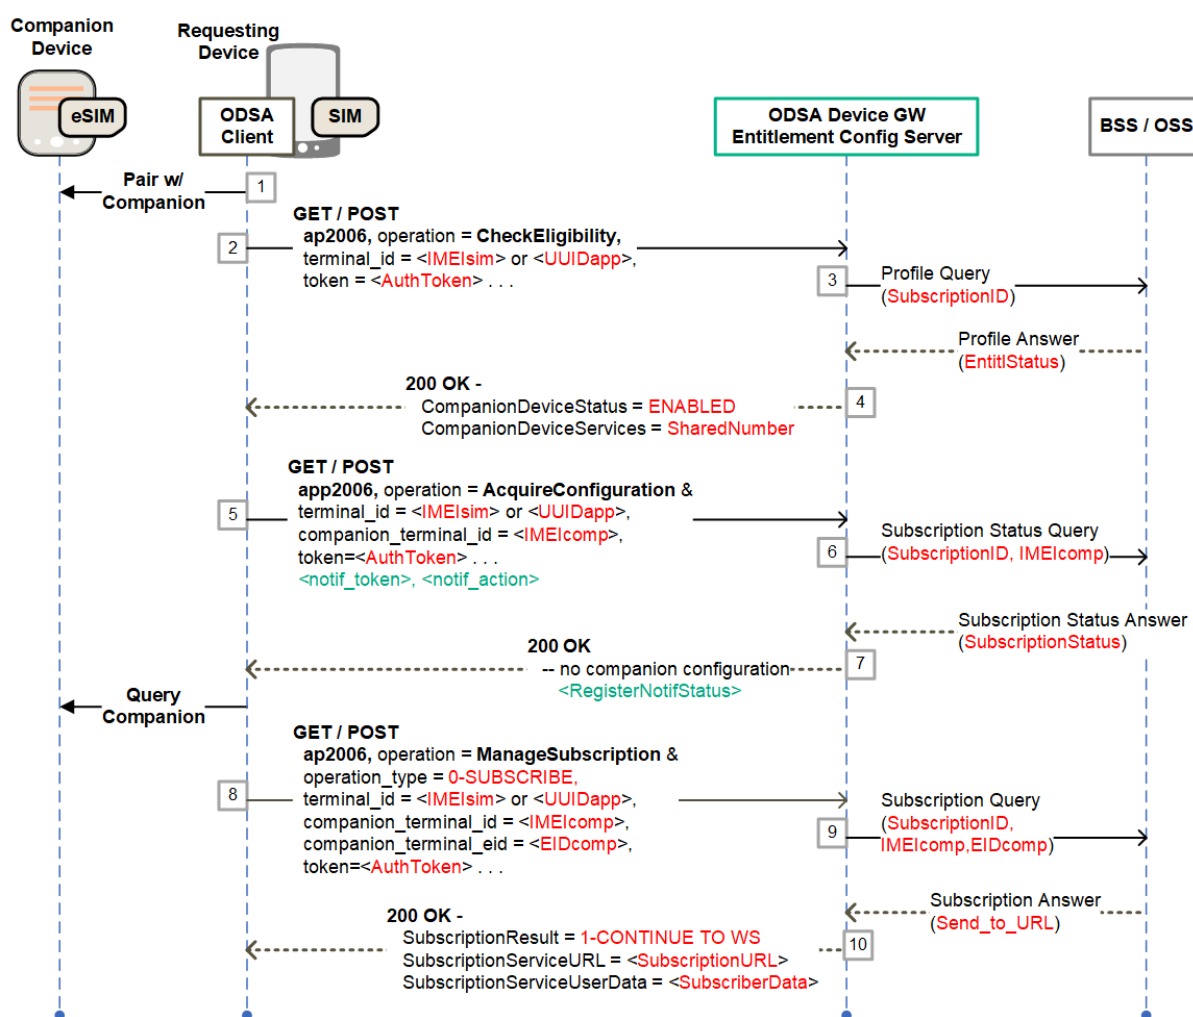 Companion
Device
Requesting
Device
eSIM
ODSA
Client
SIM
ODSA Device GW
Entitlement Config Server
BSS / OSS
Pair w/
Companion
1
GET / POST
ap2006, operation = CheckEligibility,
terminal_id = <IMEIsim> or <UUIDapp>,
token = <AuthToken> . . .
2
3
Profile Query
(SubscriptionID)
Profile Answer
(EntitlStatus)
200 OK -
CompanionDeviceStatus = ENABLED
CompanionDeviceServices = SharedNumber
4
GET / POST
app2006, operation = AcquireConfiguration &
terminal_id = <IMEIsim> or <UUIDapp>,
companion_terminal_id = <IMEIcomp>,
token=<AuthToken> . . .
<notif_token>, <notif_action>
5
6
Subscription Status Query
(SubscriptionID, IMEIcomp)
Subscription Status Answer
(SubscriptionStatus)
200 OK
-- no companion configuration
<RegisterNotifStatus>
7
Query
Companion
GET / POST
ap2006, operation = ManageSubscription &
operation_type = 0-SUBSCRIBE,
terminal_id = <IMEIsim> or <UUIDapp>,
companion_terminal_id = <IMEIcomp>,
companion_terminal_eid = <EIDcomp>,
token=<AuthToken> . . .
8
9
Subscription Query
(SubscriptionID,
IMEIcomp,EIDcomp)
Subscription Answer
(Send_to_URL)
200 OK -
SubscriptionResult = 1-CONTINUE TO WS
SubscriptionServiceURL = <SubscriptionURL>
SubscriptionServiceUserData = <SubscriberData>
10